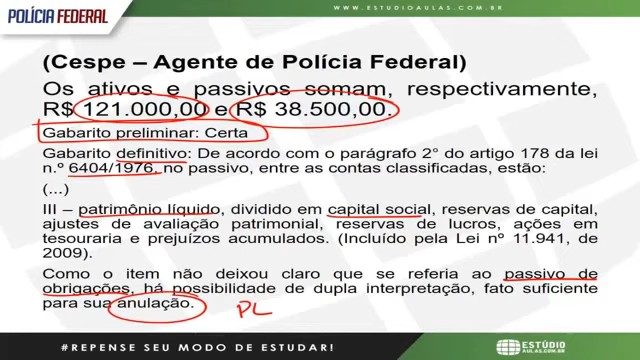 POLÍCIA FEDERAL
WWW.ESTUDIOAULAS.COM.BR
(Cespe – Agente de Polícia Federal)
Os ativos e passivos somam, respectivamente,
R$ 121.000,00 e R$ 38.500,00.
Gabarito preliminar: Certa
Gabarito definitivo: De acordo com o parágrafo 2° do artigo 178 da lei
n.º 6404/1976, no passivo, entre as contas classificadas, estão:
(...)
III – patrimônio líquido, dividido em capital social, reservas de capital,
ajustes de avaliação patrimonial, reservas de lucros, ações em
tesouraria e prejuízos acumulados. (Incluído pela Lei nº 11.941, de
2009).
Como o item não deixou claro que se referia ao passivo de
obrigações, há possibilidade de dupla interpretação, fato suficiente
para sua anulação.
PL
#REPENSE SEU MODO DE ESTUDAR!
ESTÚDIO
AULAS.COM.BR